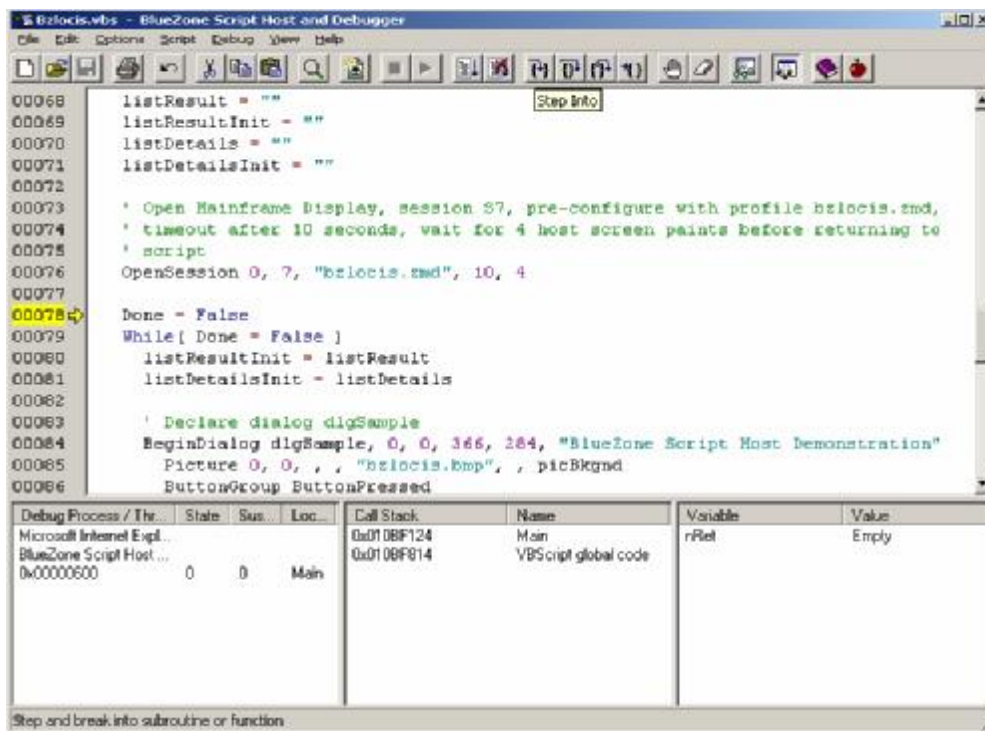 Bzlocis.vbs - BlueZone Script Host and Debugger
File Edit Options Script Debug View Help
Step Into
00068 listResult = ""
00069 listResultInit = ""
00070 listDetails = ""
00071 listDetailsInit = ""
00072
00073 ' Open Mainframe Display, session S7, pre-configure with profile bzlocis.zmd,
00074 ' timeout after 10 seconds, wait for 4 host screen paints before returning to
00075 ' script
00076 OpenSession 0, 7, "bzlocis.zmd", 10, 4
00077
00078 Done = False
00079 While( Done = False )
00080 listResultInit = listResult
00081 listDetailsInit = listDetails
00082
00083 ' Declare dialog dlgSample
00084 BeginDialog dlgSample, 0, 0, 366, 284, "BlueZone Script Host Demonstration"
00085 Picture 0, 0, , , "bzlocis.bmp", , picBkgnd
00086 ButtonGroup ButtonPressed
Debug Process / Thr... State Sus... Loc...
Microsoft Internet Expl...
BlueZone Script Host ...
0x00000600 0 0 Main
Call Stack Name
0x010BF124 Main
0x010BF814 VBScript global code
Variable Value
nRet Empty
Step and break into subroutine or function